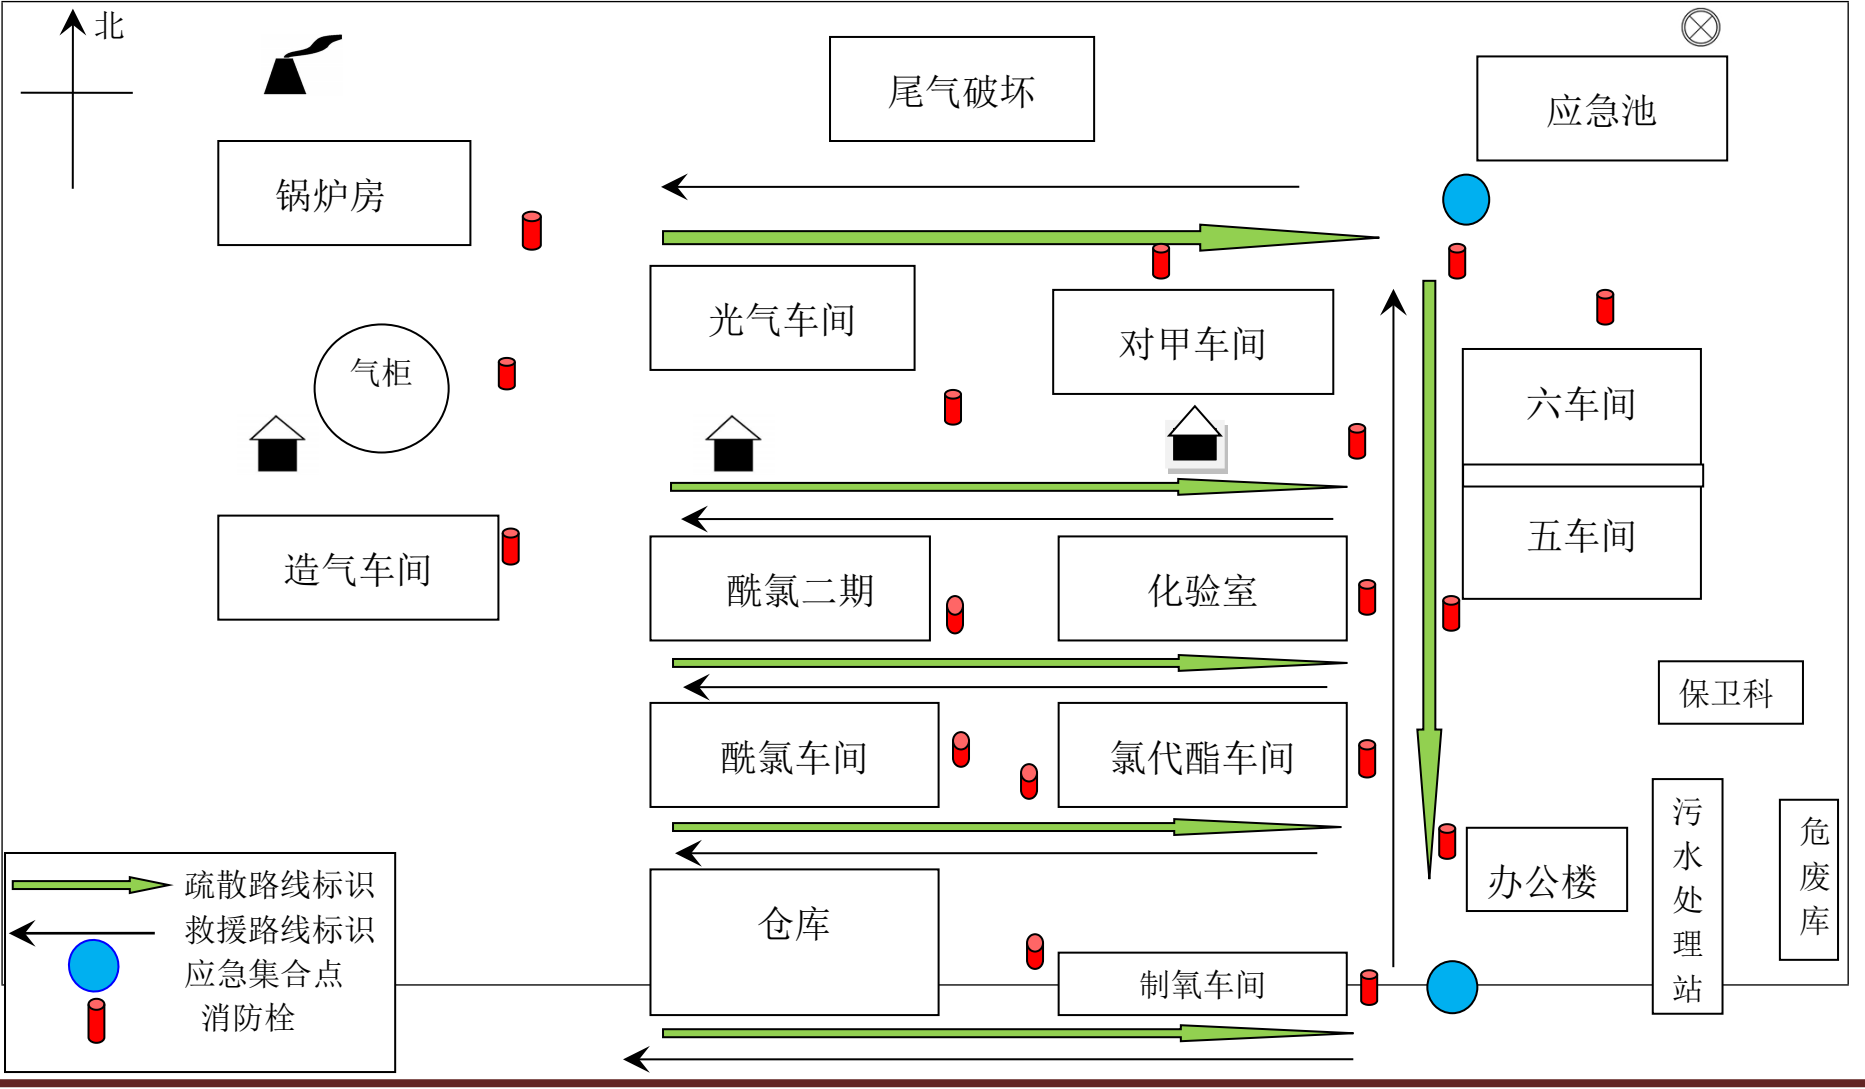 北
尾气破坏
应急池
锅炉房
光气车间
对甲车间
气柜
六车间
五车间
造气车间
酰氯二期
化验室
保卫科
酰氯车间
氯代酯车间
污水处理站
危废库
办公楼
仓库
制氧车间
疏散路线标识
救援路线标识
应急集合点
消防栓